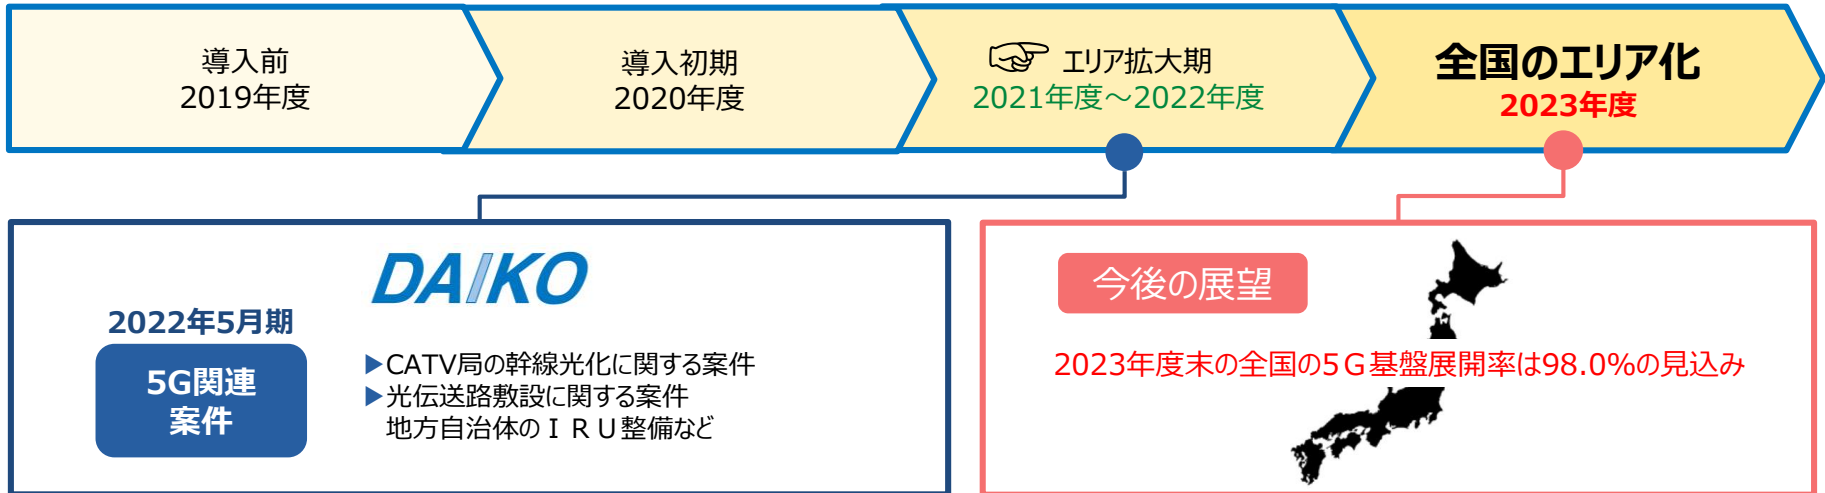 導入前
2019年度
導入初期
2020年度
エリア拡大期
2021年度～2022年度
全国のエリア化
2023年度
DAIKO
2022年5月期
5G関連
案件
▶CATV局の幹線光化に関する案件
▶光伝送路敷設に関する案件
地方自治体のＩＲＵ整備など
今後の展望
2023年度末の全国の5Ｇ基盤展開率は98.0%の見込み